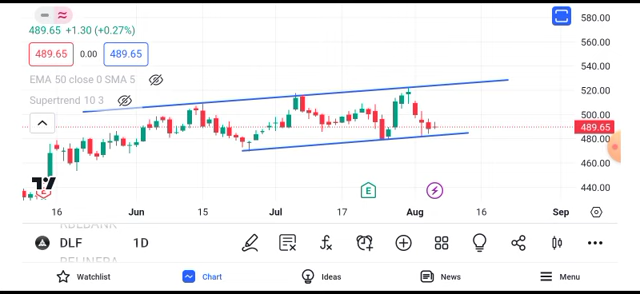 580.00
489.65 +1.30 (+0.27%)
560.00
489.65 0.00 489.65
540.00
EMA 50 close 0 SMA 5
520.00
Supertrend 10 3
500.00
489.65
480.00
460.00
E
E
440.00
16 Jun 15 Jul 17 Aug 16 Sep
DLF 1D
Watchlist Chart Ideas News Menu